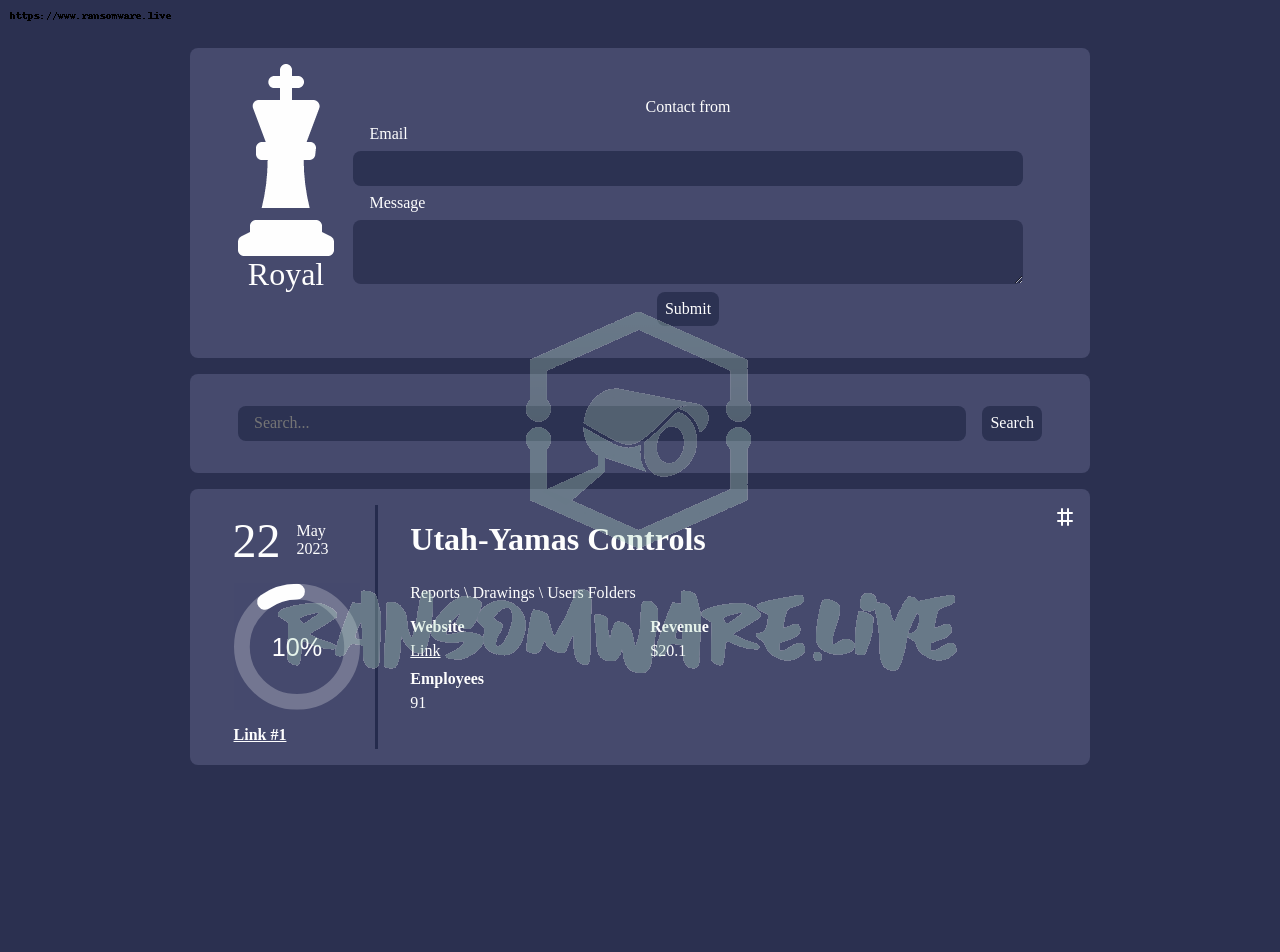 https://www.ransomware.live
Contact from
Email
Message
Royal
Submit
Search...
Search
22
May
2023
Utah-Yamas Controls
#
Reports \ Drawings \ Users Folders
RANSOMWARE.LIVE
Website
Revenue
10%
Link
$20.1
Employees
91
Link #1